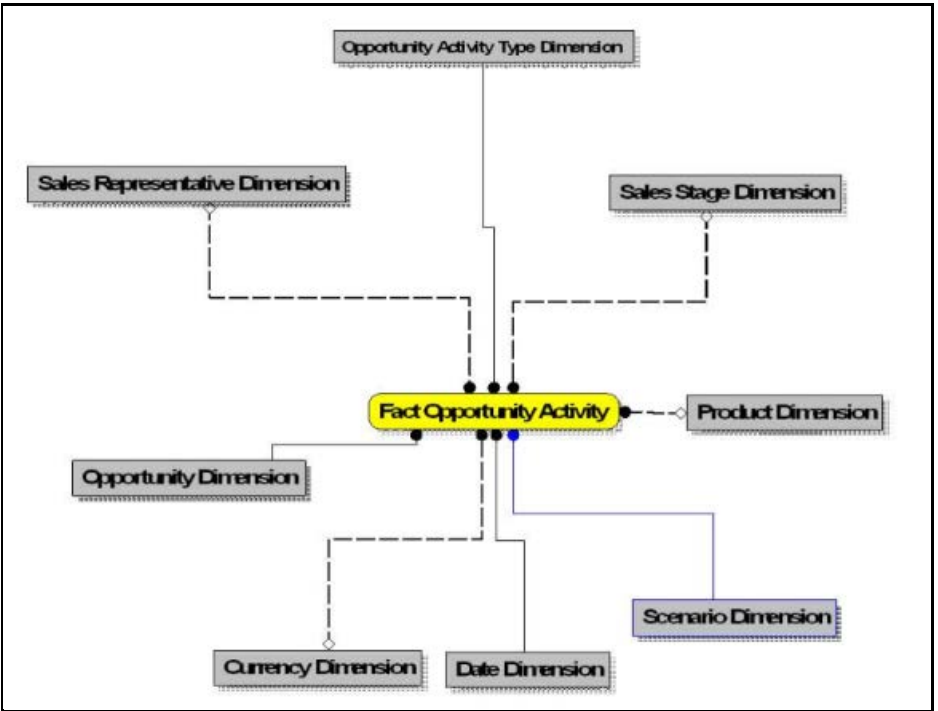 Opportunity Activity Type Dimension
Sales Representative Dimension
Sales Stage Dimension
Fact Opportunity Activity
Product Dimension
Opportunity Dimension
Scenario Dimension
Currency Dimension
Date Dimension